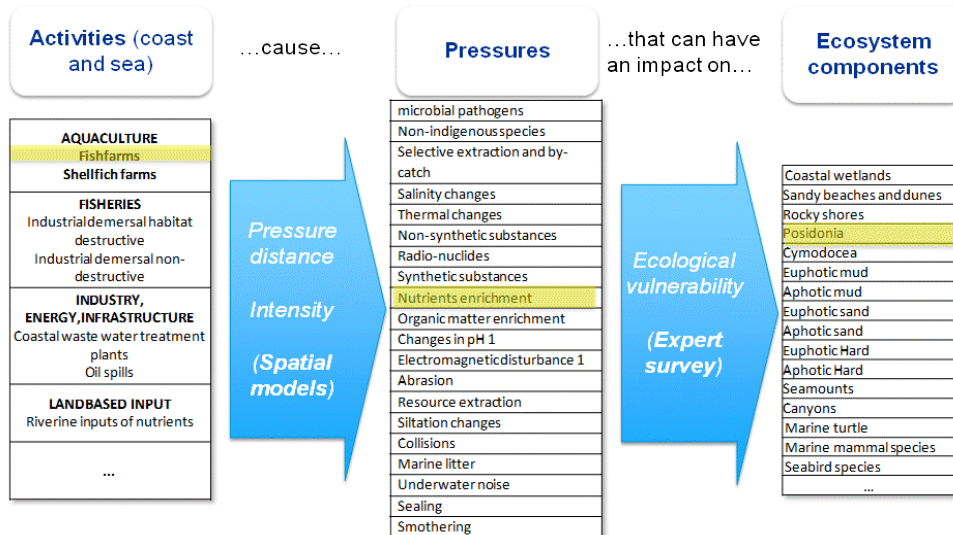 Activities (coast
and sea)
...cause...
Pressures
...that can have
an impact on...
Ecosystem
components
AQUACULTURE
Fishfarms
Shellfich farms
FISHERIES
Industrial demersal habitat
destructive
Industrial demersal non-
destructive
INDUSTRY,
ENERGY,INFRASTRUCTURE
Coastal waste water treatment
plants
Oil spills
LANDBASED INPUT
Riverine inputs of nutrients
...
Pressure
distance
Intensity
(Spatial
models)
microbial pathogens
Non-indigenous species
Selective extraction and by-
catch
Salinity changes
Thermal changes
Non-synthetic substances
Radio-nuclides
Synthetic substances
Nutrients enrichment
Organic matter enrichment
Changes in pH 1
Electromagnetic disturbance 1
Abrasion
Resource extraction
Siltation changes
Collisions
Marine litter
Underwater noise
Sealing
Smothering
Ecological
vulnerability
(Expert
survey)
Coastal wetlands
Sandy beaches and dunes
Rocky shores
Posidonia
Cymodocea
Euphotic mud
Aphotic mud
Euphotic sand
Aphotic sand
Euphotic Hard
Aphotic Hard
Seamounts
Canyons
Marine turtle
Marine mammal species
Seabird species
...